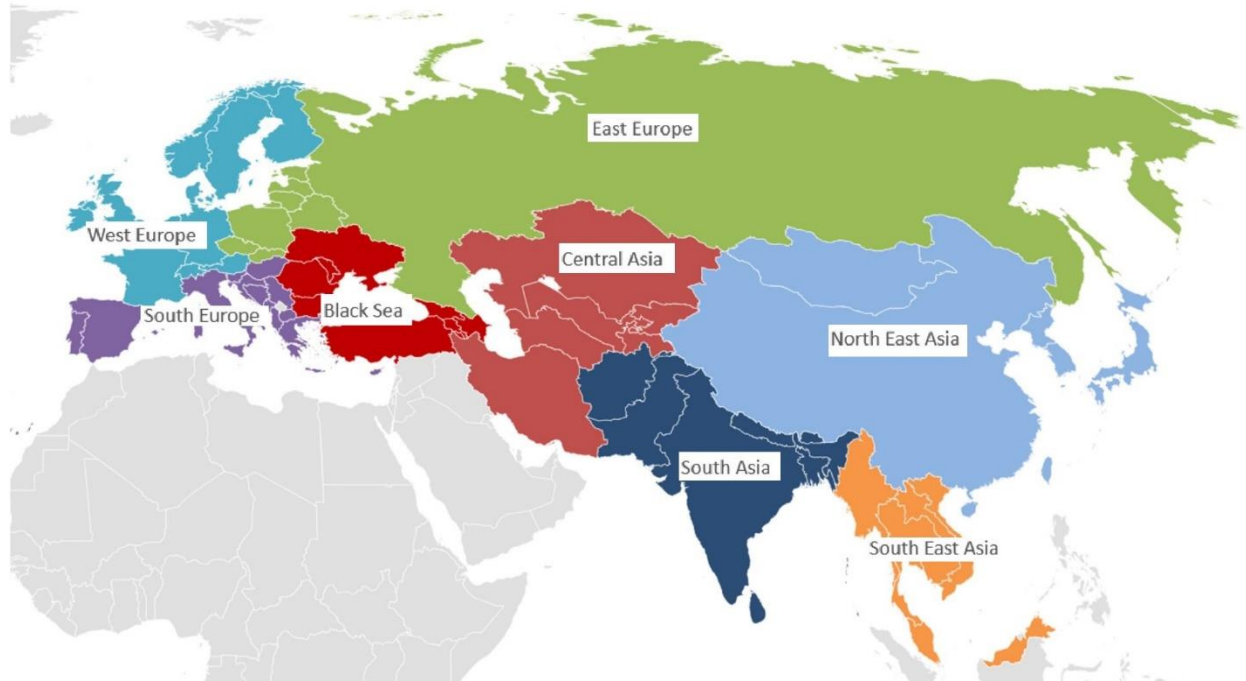 East Europe
West Europe
Central Asia
South Europe
Black Sea
North East Asia
South Asia
South East Asia